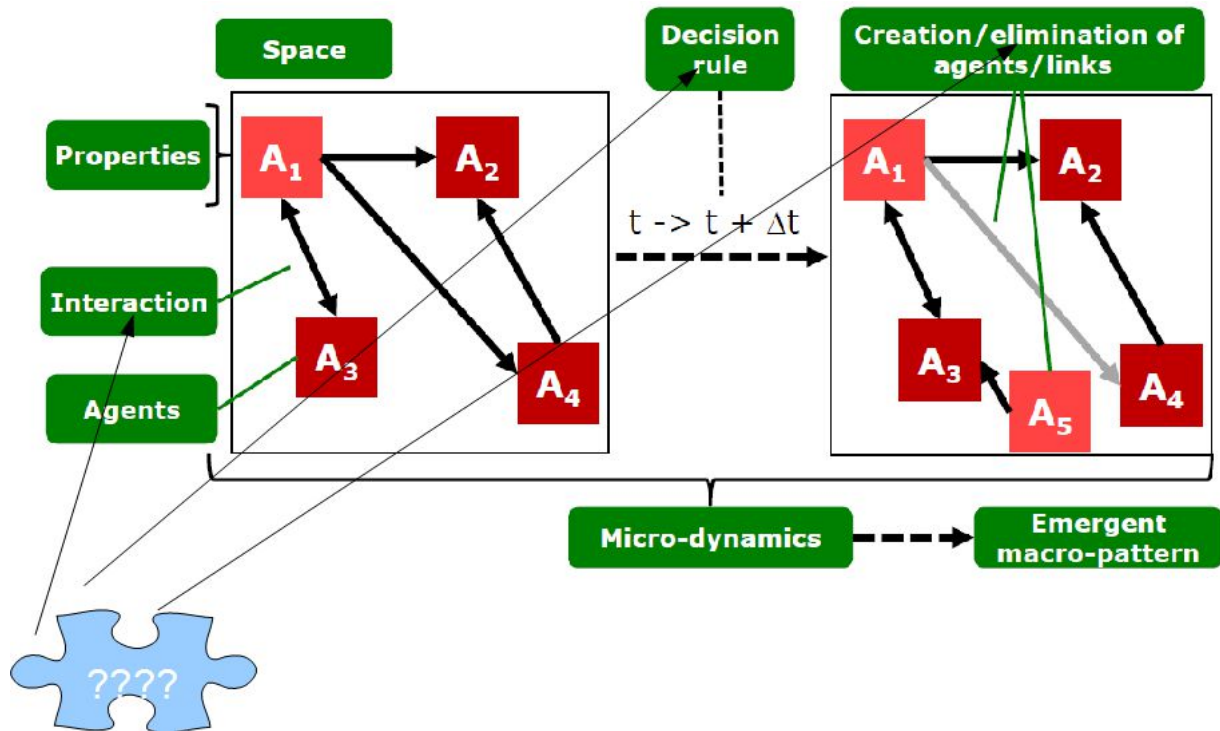 Space
Decision
rule
Creation/elimination of
agents/links
Properties
A1
A2
A1
A2
t -> t + Δt
Interaction
A3
A4
A3
A5
A4
Agents
Micro-dynamics
Emergent
macro-pattern
????